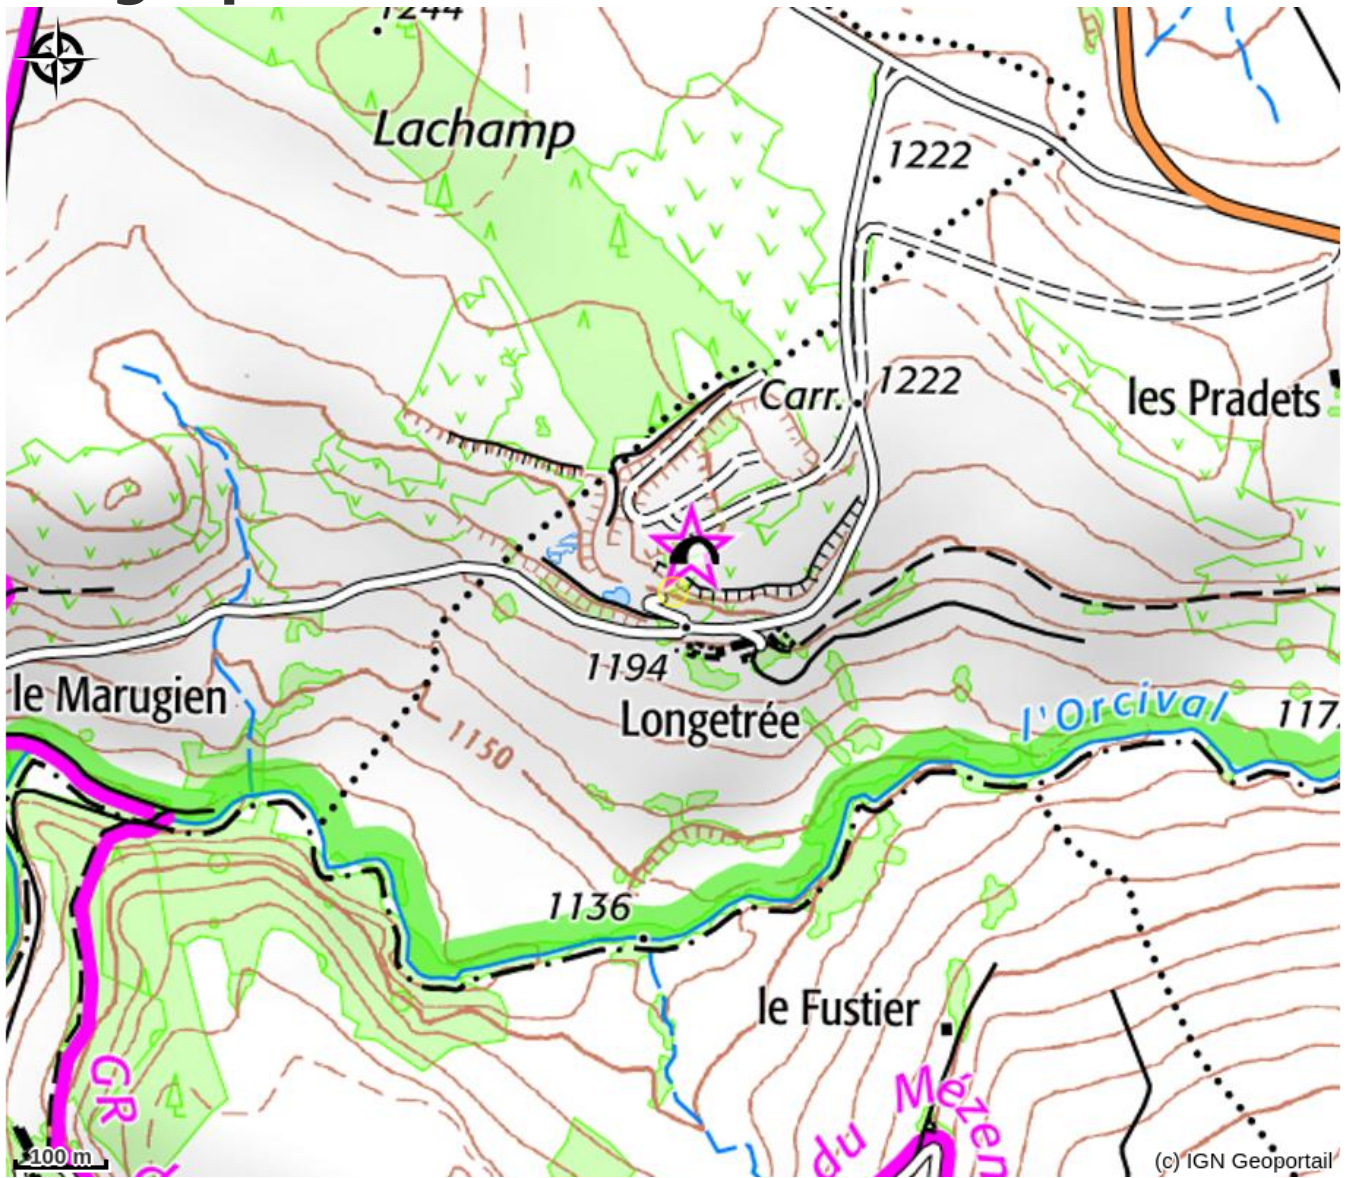 1244
Lachamp
1222
Carr.
1222
les Pradets
1194
le Marugien
Longetrée
l'Orcival
1150
1136
le Fustier
GR
du Mézen
100 m
(c) IGN Geoportail